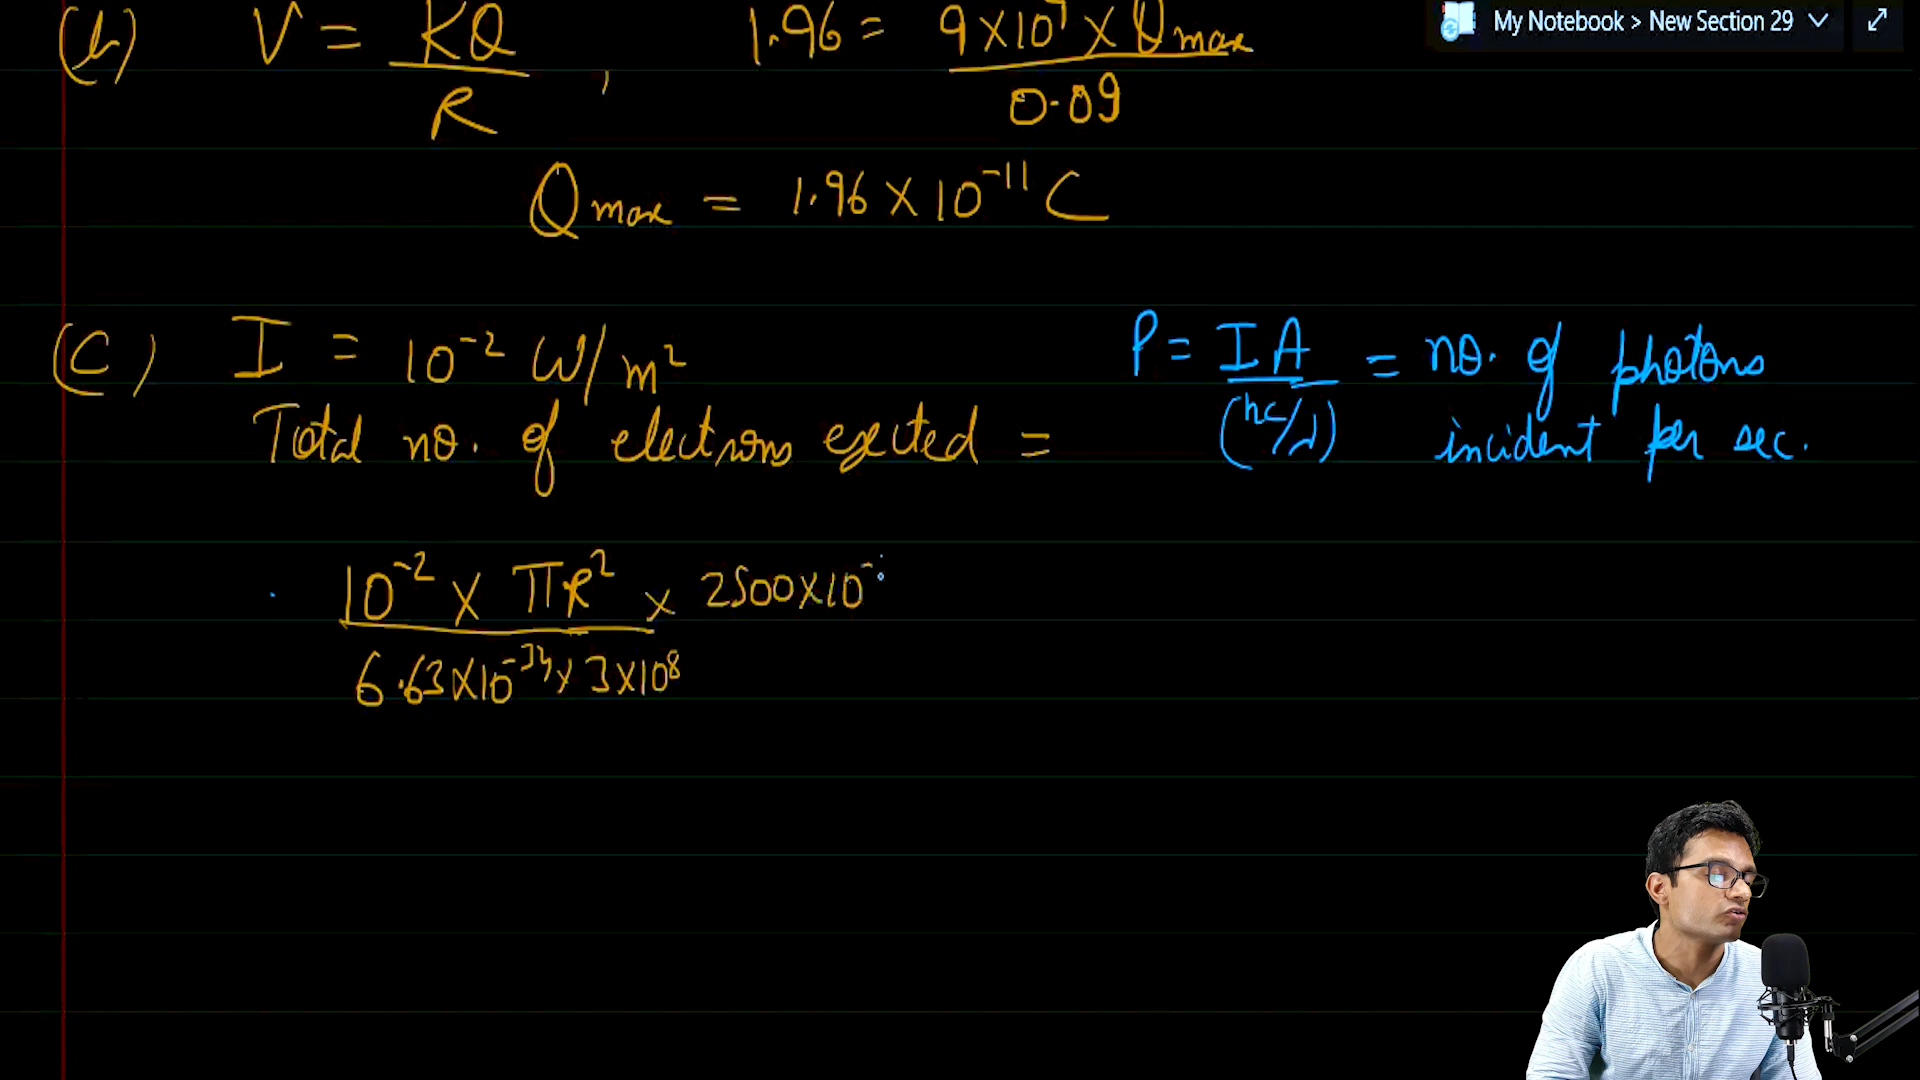 My Notebook > New Section 29
(b) V = KQ / R , 1.96 = 9×10⁹ × Qmax / 0.09
Qmax = 1.96 × 10⁻¹¹ C
(C) I = 10⁻² W/m²
P = IA / (hc/λ) = no. of photons incident per sec.
Total no. of electrons ejected =
10⁻² × πR² / 6.63×10⁻³⁴ × 3×10⁸ × 2500×10⁻